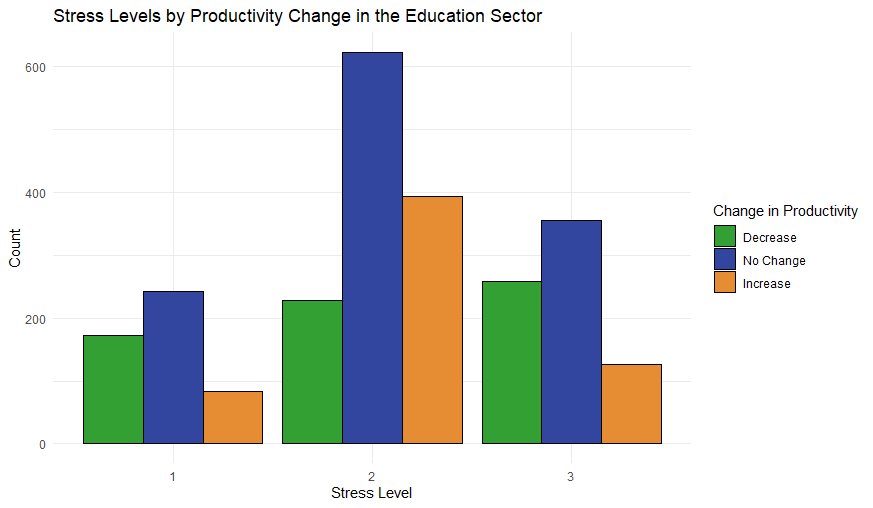 Stress Levels by Productivity Change in the Education Sector
600
400
200
0
Count
1 2 3
Stress Level
Change in Productivity
Decrease
No Change
Increase